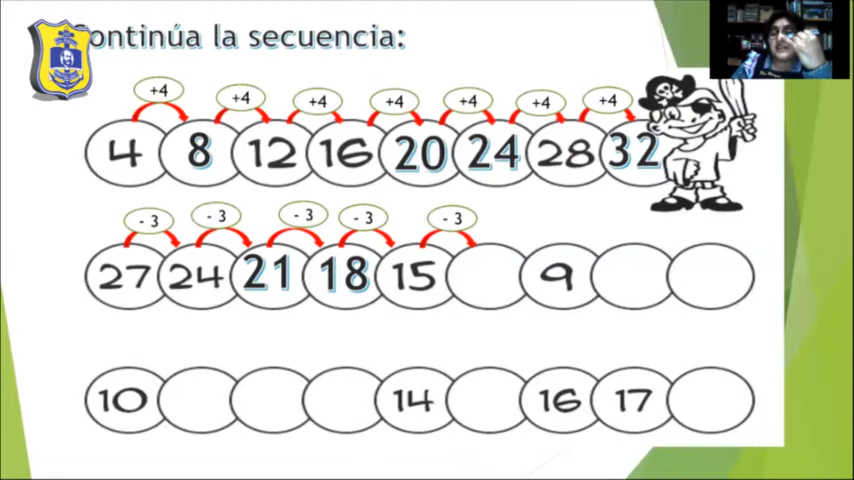 Continúa la secuencia:
+4 +4 +4 +4 +4 +4 +4
4 8 12 16 20 24 28 32
- 3 - 3 - 3 - 3 - 3
27 24 21 18 15 9
10 14 16 17